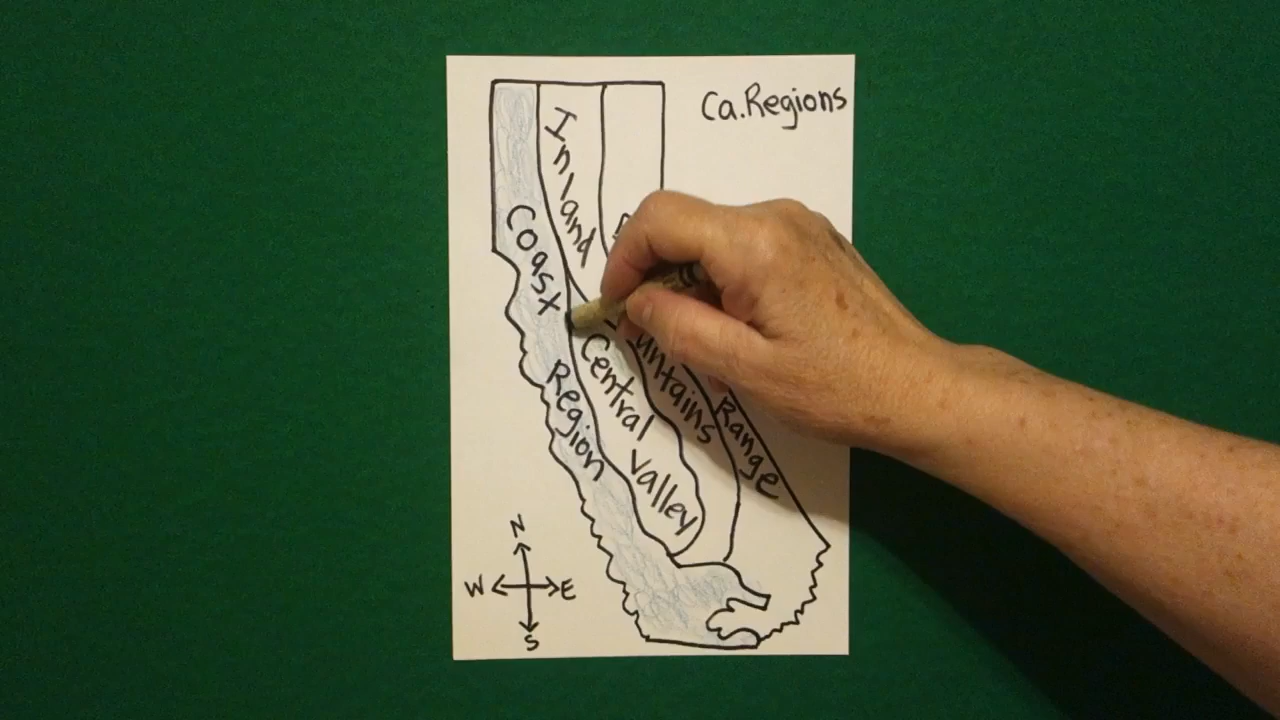 Ca.Regions
Inland
Coast
Region
Central
Valley
Range
N
W
E
S